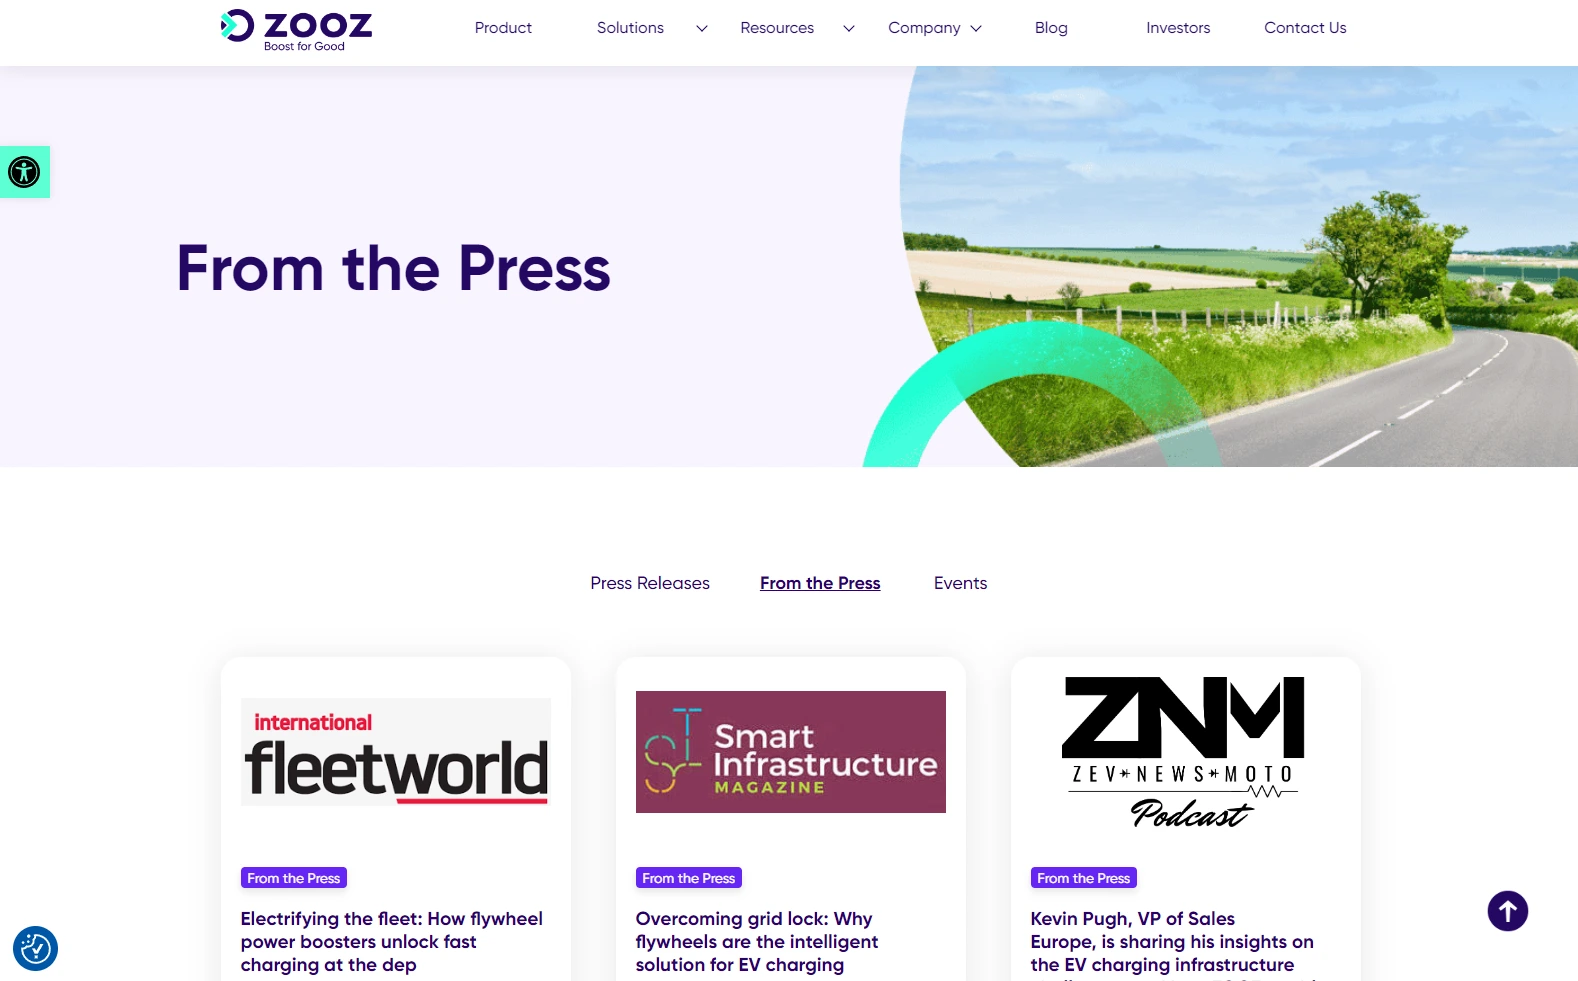 ZOOZ
Boost for Good
Product
Solutions
Resources
Company
Blog
Investors
Contact Us
From the Press
Press Releases
From the Press
Events
international
fleetworld
Smart
Infrastructure
MAGAZINE
ZNM
ZEV NEWS MOTO
Podcast
From the Press
From the Press
From the Press
Electrifying the fleet: How flywheel
power boosters unlock fast
charging at the dep
Overcoming grid lock: Why
flywheels are the intelligent
solution for EV charging
Kevin Pugh, VP of Sales
Europe, is sharing his insights on
the EV charging infrastructure